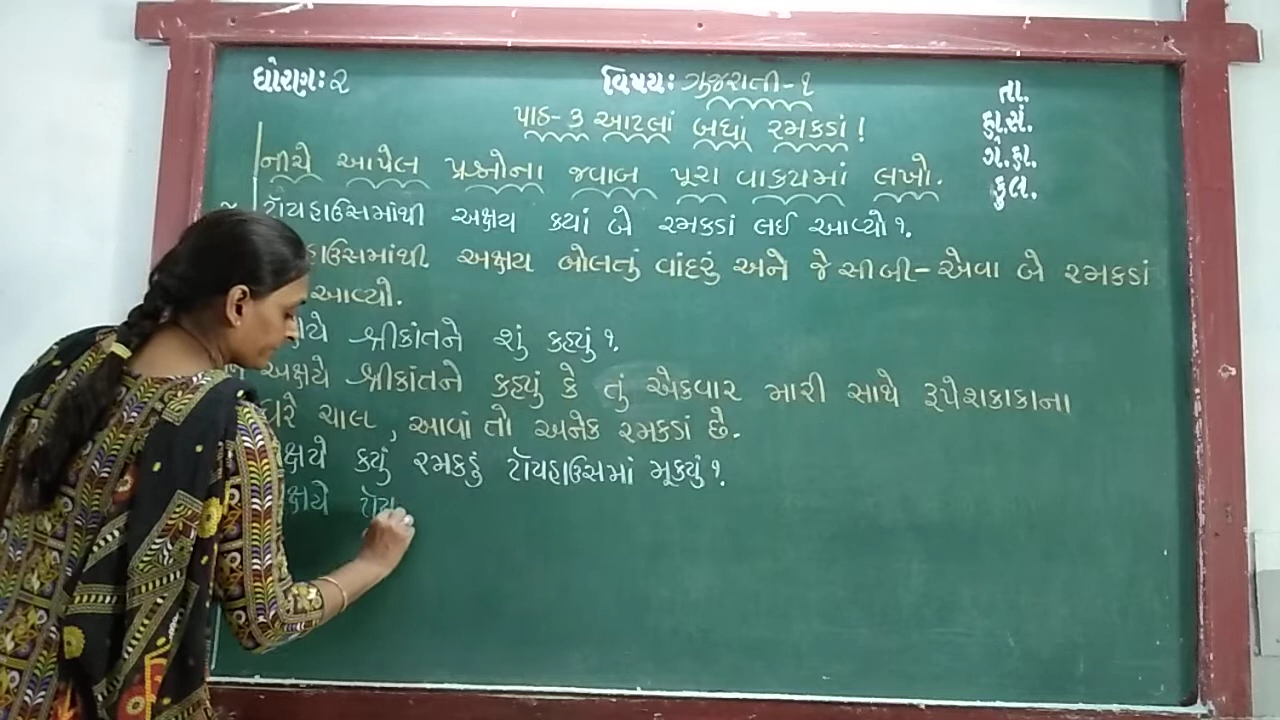 ધોરણઃ ૨
વિષયઃ ગુજરાતી-૧
તા.
હા.સં.
ગે.હા.
કુલ.
પાઠ-૩ આટલાં બધાં રમકડાં!
નીચે આપેલ પ્રશ્નોના જવાબ પૂરા વાક્યમાં લખો.
ટૉયહાઉસમાંથી અક્ષય ક્યાં બે રમકડાં લઈ આવ્યો?.
હાઉસમાંથી અક્ષય બોલતું વાંદરું અને જેસીબી-એવા બે રમકડાં
આવ્યો.
ક્ષયે શ્રીકાંતને શું કહ્યું?.
અક્ષયે શ્રીકાંતને કહ્યું કે તું એકવાર મારી સાથે રૂપેશકાકાના
ચાલ, આવાં તો અનેક રમકડાં છે.
ક્ષયે કયું રમકડું ટૉયહાઉસમાં મૂક્યું?.
ક્ષયે ટૉય